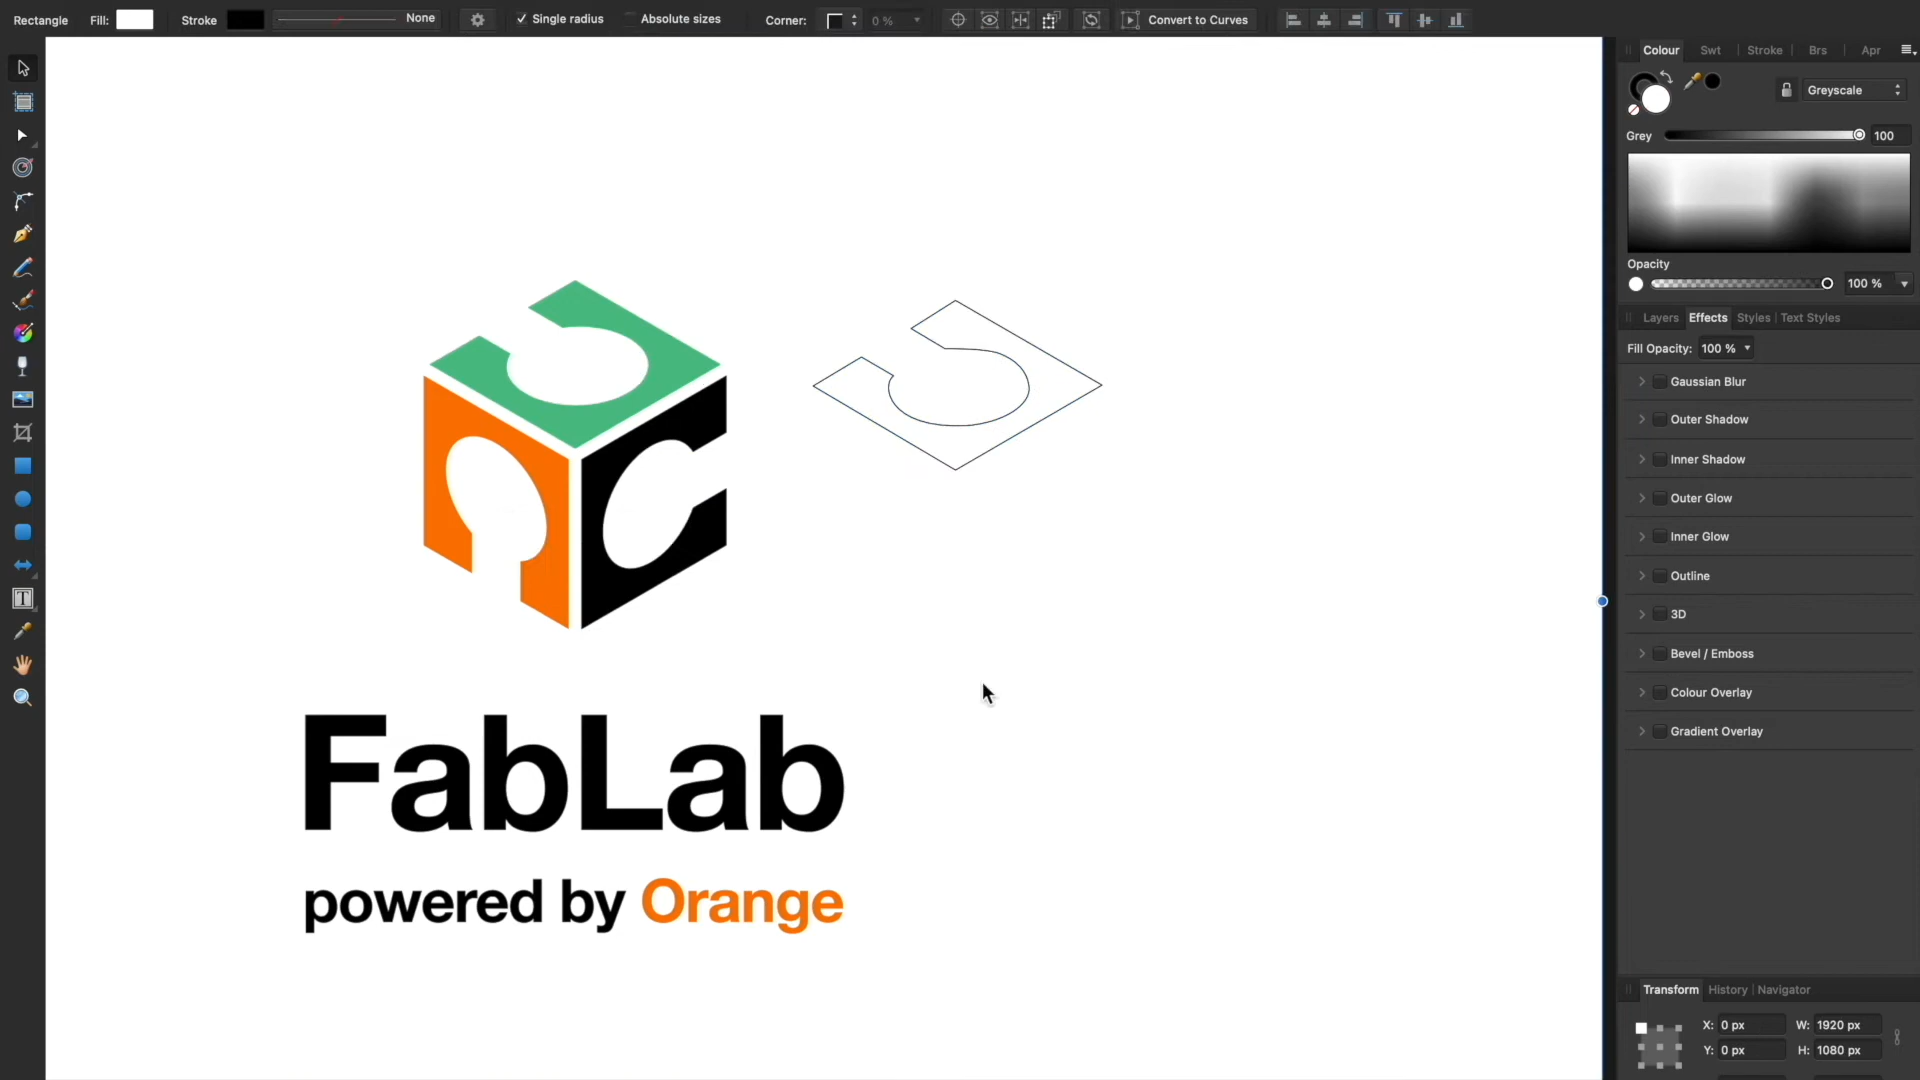 Rectangle Fill: Stroke None Single radius Absolute sizes Corner: 0 % Convert to Curves
Colour Swt Stroke Brs Apr
Greyscale
Grey 100
Opacity
100 %
Layers Effects Styles Text Styles
Fill Opacity: 100 %
Gaussian Blur
Outer Shadow
Inner Shadow
Outer Glow
Inner Glow
Outline
3D
Bevel / Emboss
Colour Overlay
Gradient Overlay
FabLab
powered by Orange
Transform History Navigator
X: 0 px W: 1920 px
Y: 0 px H: 1080 px